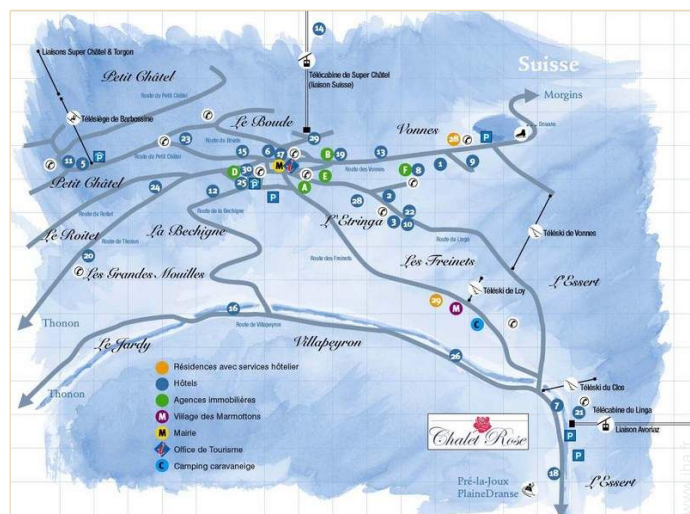 14
Liaisons Super Châtel & Torgon
Suisse
Petit Châtel
Télécabine de Super Châtel
(liaison Suisse)
Morgins
Route du Petit Châtel
Télésiège de Barbossine
Le Boude
Vonnes
Douane
23
Route du Boude
29
28
P
15
6
17
B
19
13
11
5
P
Route du Petit Châtel
M
Route des Vonnes
1
9
Petit Châtel
D
30
E
F
8
24
12
25
P
A
P
28
2
Route du Roitet
Route de la Bechigne
L'Etringa
22
Le Roitet
La Bechigne
3
10
Route de Thonon
Route du Linga
Téléski de Vonnes
20
Les Grandes Mouilles
Route des Freinets
Les Freinets
L'Essert
Téléski de Loy
29
M
16
C
Thonon
Route de Villapeyron
Le Jardy
Villapeyron
26
Résidences avec services hôtelier
Hôtels
Agences immobilières
M
Village des Marmottons
M
Mairie
Office de Tourisme
C
Camping caravaneige
Thonon
Téléski du Clos
7
21
Télécabine du Linga
Liaison Avoriaz
Chalet Rose
P
P
18
Pré-la-Joux
PlaineDranse
L'Essert